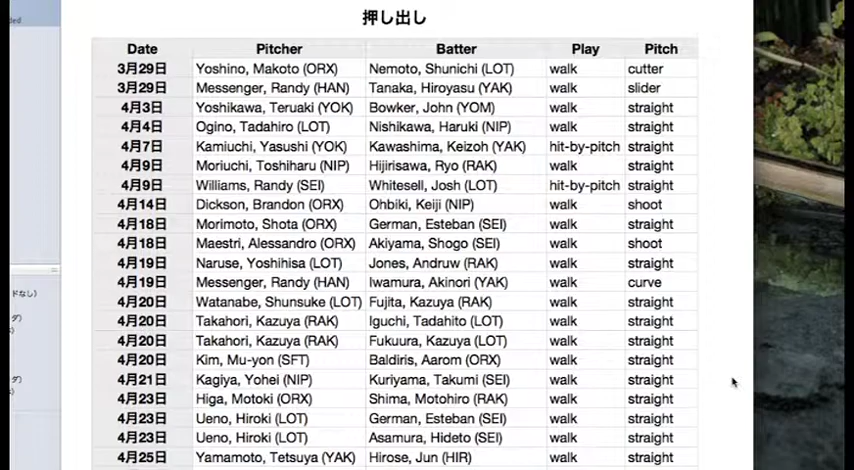 ded
押し出し
Date Pitcher Batter Play Pitch
3月29日 Yoshino, Makoto (ORX) Nemoto, Shunichi (LOT) walk cutter
3月29日 Messenger, Randy (HAN) Tanaka, Hiroyasu (YAK) walk slider
4月3日 Yoshikawa, Teruaki (YOK) Bowker, John (YOM) walk straight
4月4日 Ogino, Tadahiro (LOT) Nishikawa, Haruki (NIP) walk straight
4月7日 Kamiuchi, Yasushi (YOK) Kawashima, Keizoh (YAK) hit-by-pitch straight
4月9日 Moriuchi, Toshiharu (NIP) Hijirisawa, Ryo (RAK) walk straight
4月9日 Williams, Randy (SEI) Whitesell, Josh (LOT) hit-by-pitch straight
4月14日 Dickson, Brandon (ORX) Ohbiki, Keiji (NIP) walk shoot
4月18日 Morimoto, Shota (ORX) German, Esteban (SEI) walk straight
4月18日 Maestri, Alessandro (ORX) Akiyama, Shogo (SEI) walk shoot
4月19日 Naruse, Yoshihisa (LOT) Jones, Andruw (RAK) walk straight
4月19日 Messenger, Randy (HAN) Iwamura, Akinori (YAK) walk curve
4月20日 Watanabe, Shunsuke (LOT) Fujita, Kazuya (RAK) walk straight
4月20日 Takahori, Kazuya (RAK) Iguchi, Tadahito (LOT) walk straight
4月20日 Takahori, Kazuya (RAK) Fukuura, Kazuya (LOT) walk straight
4月20日 Kim, Mu-yon (SFT) Baldiris, Aarom (ORX) walk straight
4月21日 Kagiya, Yohei (NIP) Kuriyama, Takumi (SEI) walk straight
4月23日 Higa, Motoki (ORX) Shima, Motohiro (RAK) walk straight
4月23日 Ueno, Hiroki (LOT) German, Esteban (SEI) walk straight
4月23日 Ueno, Hiroki (LOT) Asamura, Hideto (SEI) walk straight
4月25日 Yamamoto, Tetsuya (YAK) Hirose, Jun (HIR) walk straight
ドなし)